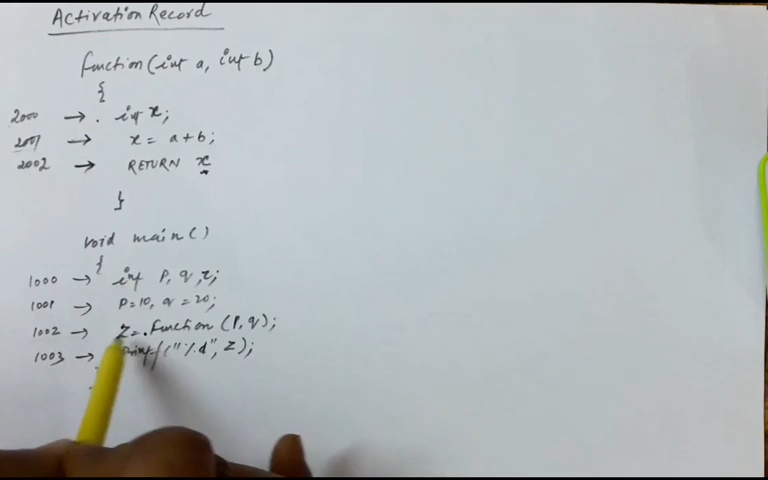 Activation Record
function(int a, int b)
{
2000 → . int x;
2001 → x = a+b;
2002 → RETURN x
}
void main()
{
1000 → int P, q, z;
1001 → P=10, q=20;
1002 → Z=.Function (P,q);
1003 → Printf("%d", Z);